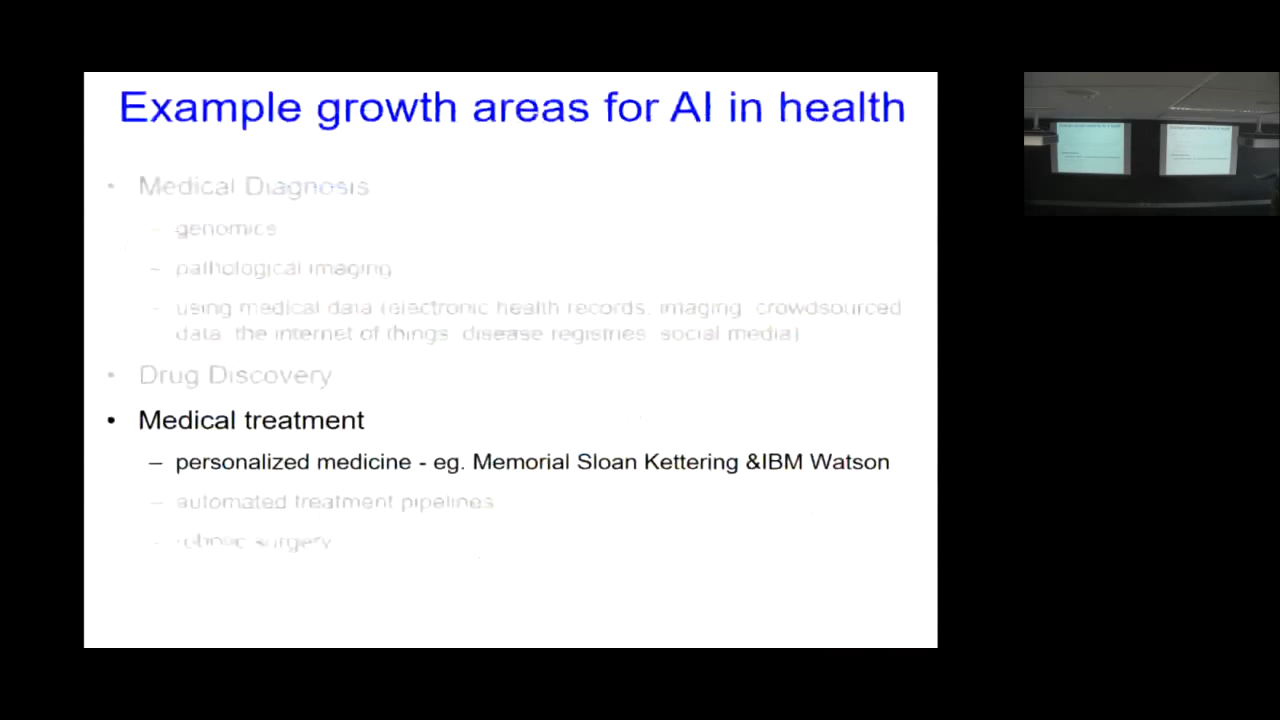 Example growth areas for AI in health
• Medical Diagnosis
– genomics
– pathological imaging
– using medical data (electronic health records, imaging, crowdsourced
data, the internet of things, disease registries, social media)
• Drug Discovery
• Medical treatment
– personalized medicine - eg. Memorial Sloan Kettering &IBM Watson
– automated treatment pipelines
– robotic surgery